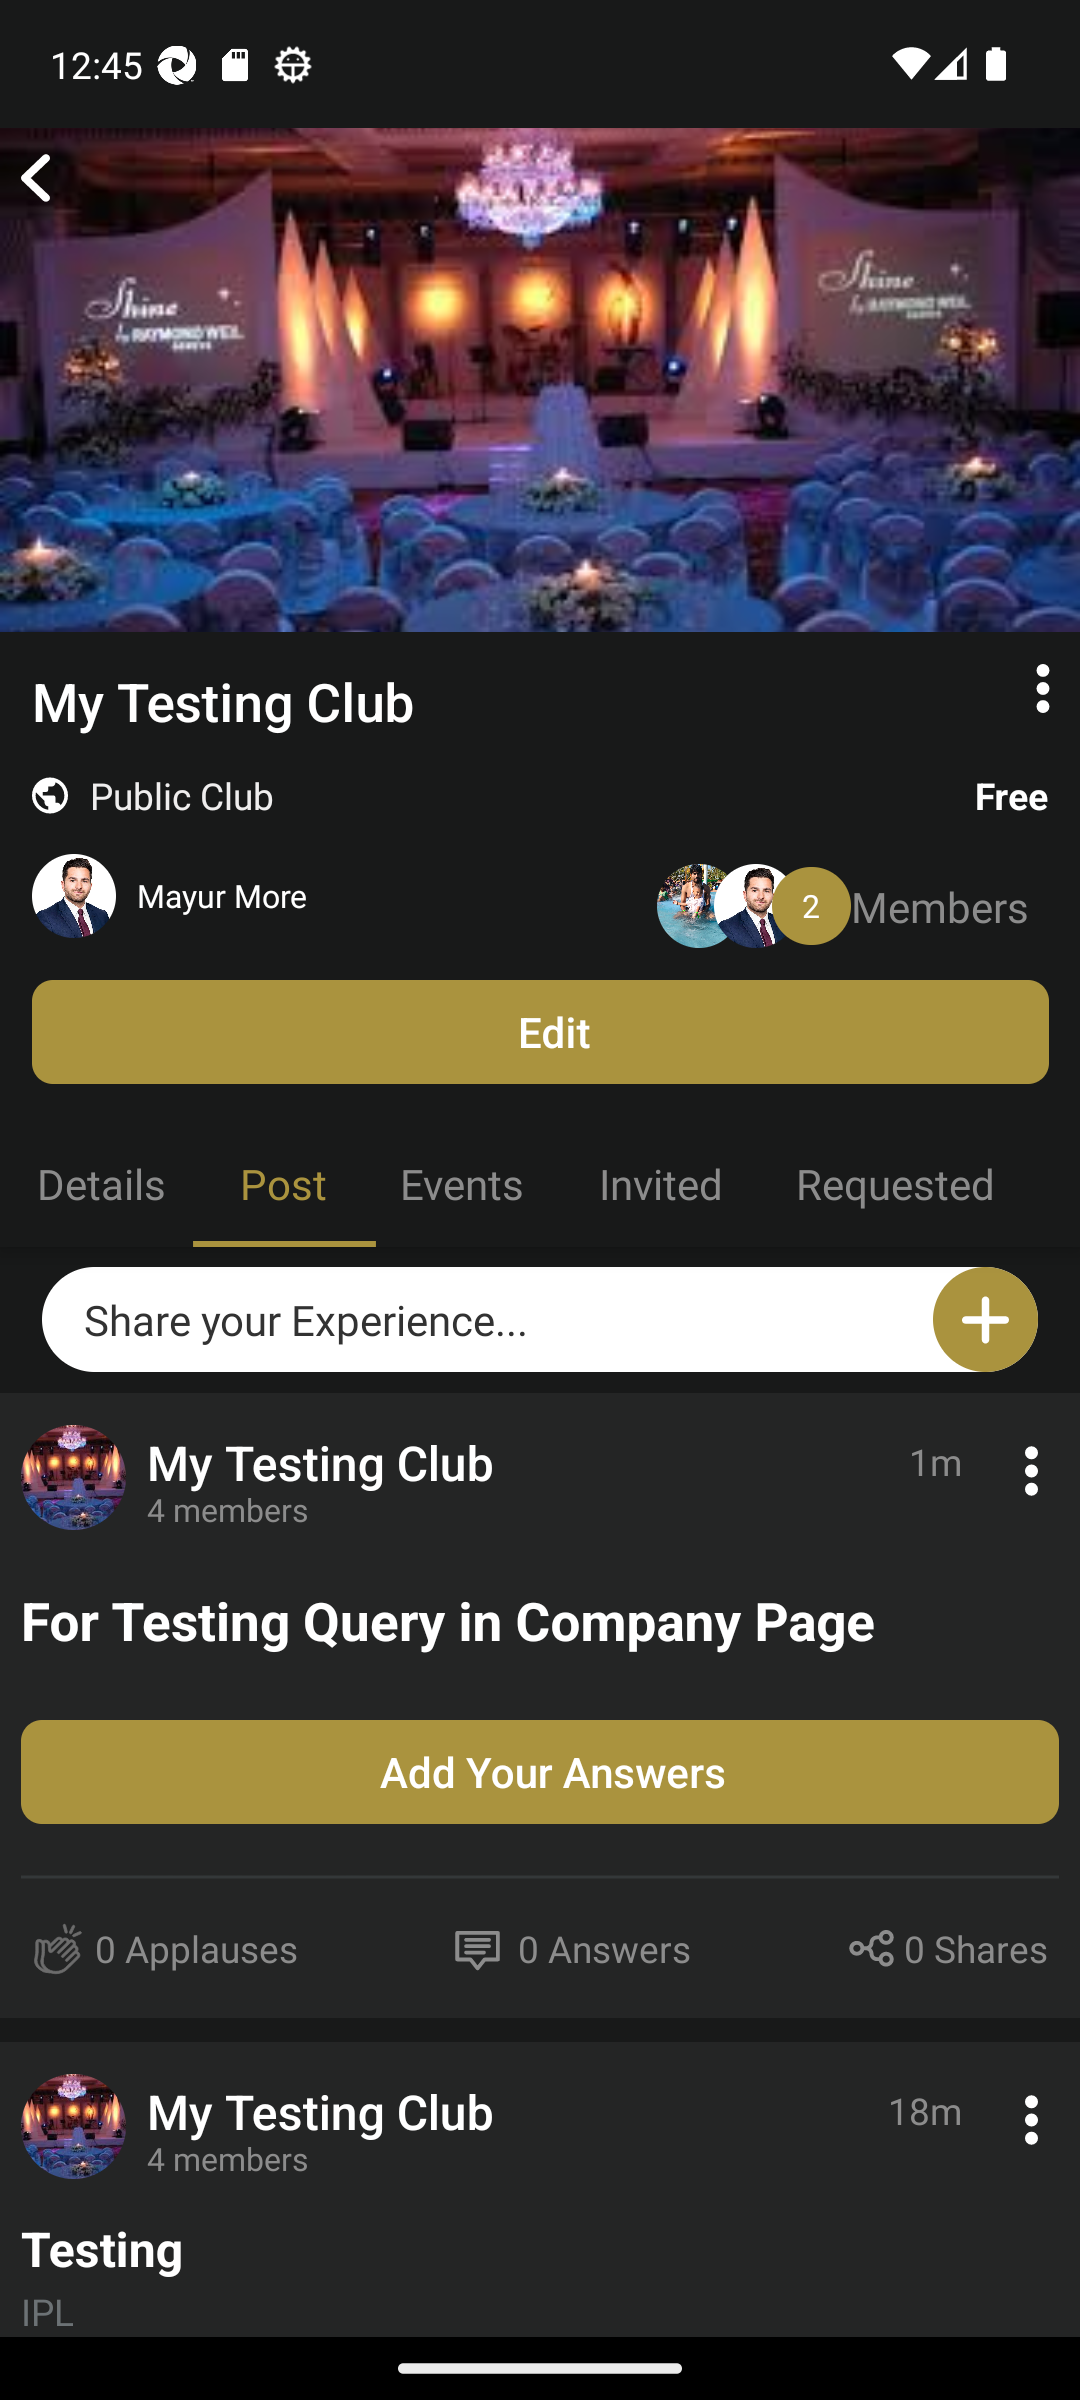 12:45
Shine
by RAYMOND WEIL
GENEVE
Shine
by RAYMOND WEIL
GENEVE
My Testing Club
Public Club
Free
Mayur More
2
Members
Edit
Details
Post
Events
Invited
Requested
Share your Experience...
My Testing Club
1m
4 members
For Testing Query in Company Page
Add Your Answers
0 Applauses
0 Answers
0 Shares
My Testing Club
18m
4 members
Testing
IPL